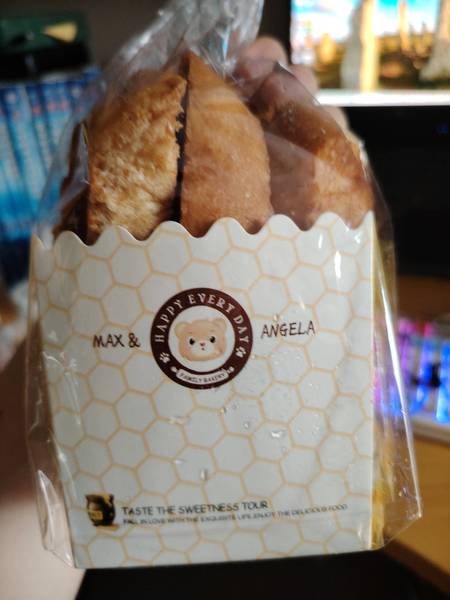 HAPPY EVERY DAY
MAX & ANGELA
FAMILY BAKERY
TASTE THE SWEETNESS TOUR
FALL IN LOVE WITH THE EXQUISITE LIFE,ENJOY THE DELICIOUS FOOD